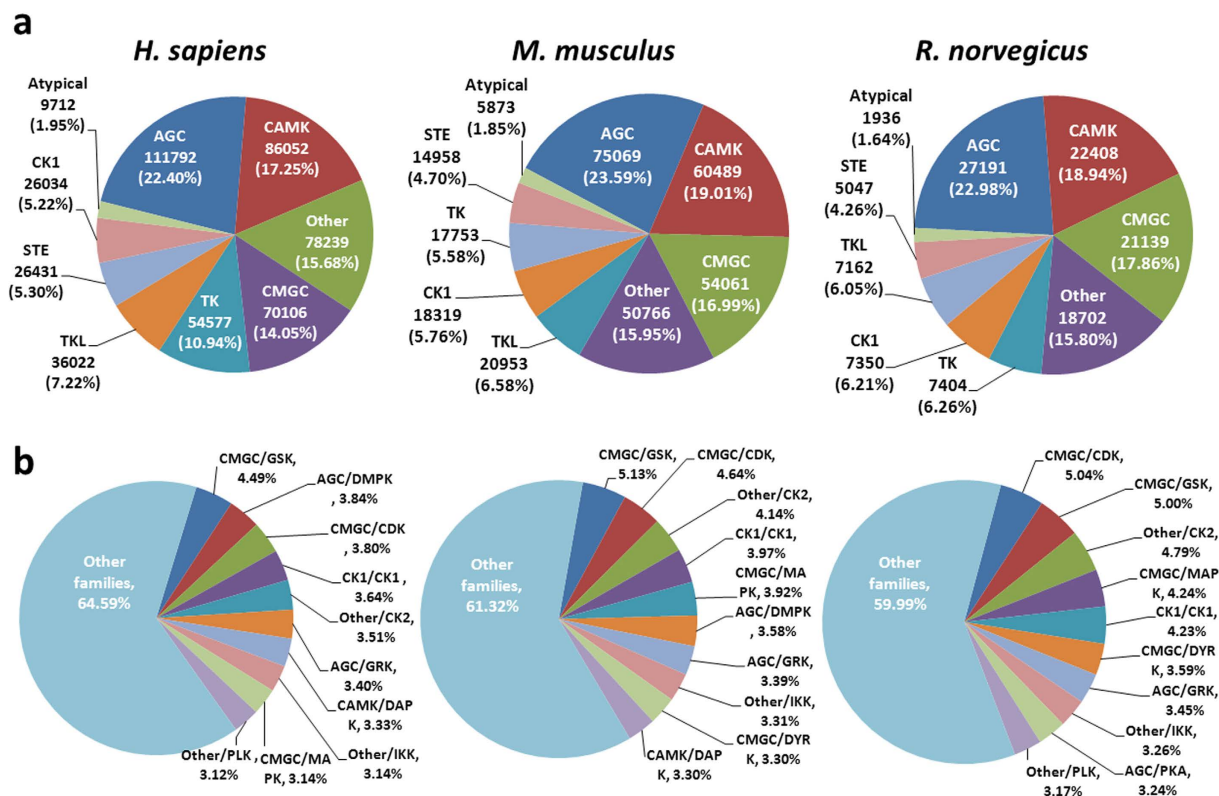 a
H. sapiens
M. musculus
R. norvegicus
Atypical
9712
(1.95%)
AGC
111792
(22.40%)
CAMK
86052
(17.25%)
CK1
26034
(5.22%)
Other
78239
(15.68%)
STE
26431
(5.30%)
TK
54577
(10.94%)
CMGC
70106
(14.05%)
TKL
36022
(7.22%)
Atypical
5873
(1.85%)
STE
14958
(4.70%)
AGC
75069
(23.59%)
CAMK
60489
(19.01%)
TK
17753
(5.58%)
CK1
18319
(5.76%)
CMGC
54061
(16.99%)
Other
50766
(15.95%)
TKL
20953
(6.58%)
Atypical
1936
(1.64%)
AGC
27191
(22.98%)
CAMK
22408
(18.94%)
STE
5047
(4.26%)
TKL
7162
(6.05%)
CMGC
21139
(17.86%)
Other
18702
(15.80%)
CK1
7350
(6.21%)
TK
7404
(6.26%)
b
CMGC/GSK,
4.49%
AGC/DMPK,
3.84%
CMGC/CDK
, 3.80%
CK1/CK1 ,
3.64%
Other/CK2,
3.51%
AGC/GRK,
3.40%
CAMK/DAP
K, 3.33%
Other/IKK,
3.14%
CMGC/MA
PK, 3.14%
Other/PLK ,
3.12%
Other
families,
64.59%
CMGC/GSK,
5.13%
CMGC/CDK,
4.64%
Other/CK2,
4.14%
CK1/CK1,
3.97%
CMGC/MA
PK, 3.92%
AGC/DMPK
, 3.58%
AGC/GRK,
3.39%
Other/IKK,
3.31%
CMGC/DYR
K, 3.30%
CAMK/DAP
K, 3.30%
Other
families,
61.32%
CMGC/CDK,
5.04%
CMGC/GSK,
5.00%
Other/CK2,
4.79%
CMGC/MAP
K, 4.24%
CK1/CK1,
4.23%
CMGC/DYR
K, 3.59%
AGC/GRK,
3.45%
Other/IKK,
3.26%
AGC/PKA,
3.24%
Other/PLK,
3.17%
Other
families,
59.99%